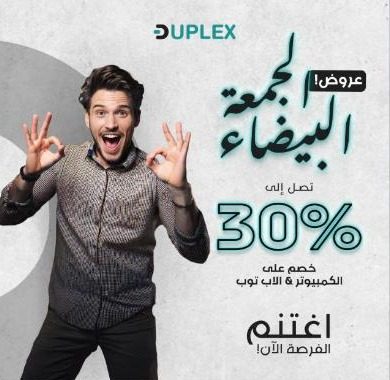 DUPLEX
عروض!
الجمعة
البيضاء
تصل إلى
30%
خصم على
الكمبيوتر & الاب توب
اغتنم
الفرصة الآن!